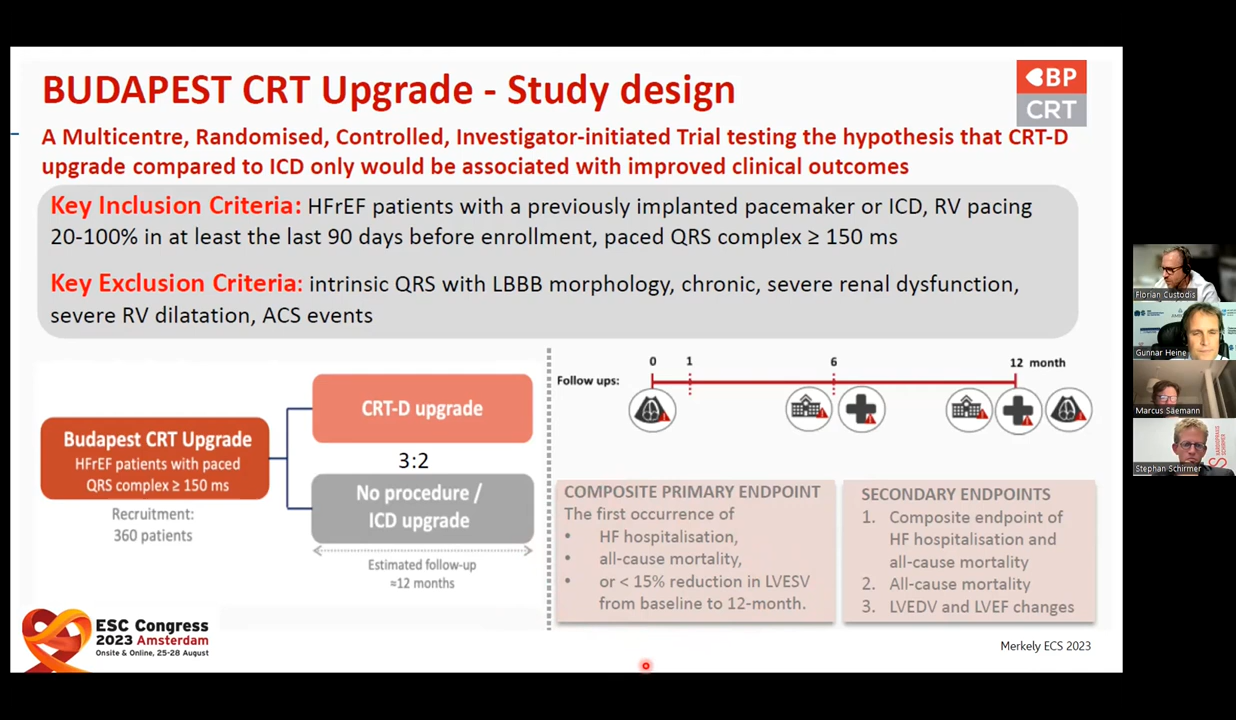 BUDAPEST CRT Upgrade - Study design
BP
CRT
A Multicentre, Randomised, Controlled, Investigator-initiated Trial testing the hypothesis that CRT-D
upgrade compared to ICD only would be associated with improved clinical outcomes
Key Inclusion Criteria: HFrEF patients with a previously implanted pacemaker or ICD, RV pacing
20-100% in at least the last 90 days before enrollment, paced QRS complex ≥ 150 ms
Key Exclusion Criteria: intrinsic QRS with LBBB morphology, chronic, severe renal dysfunction,
severe RV dilatation, ACS events
Budapest CRT Upgrade
HFrEF patients with paced
QRS complex ≥ 150 ms
Recruitment:
360 patients
CRT-D upgrade
3:2
No procedure /
ICD upgrade
Estimated follow-up
≈12 months
0 1 6 12 month
Follow ups:
COMPOSITE PRIMARY ENDPOINT
The first occurrence of
• HF hospitalisation,
• all-cause mortality,
• or < 15% reduction in LVESV
from baseline to 12-month.
SECONDARY ENDPOINTS
1. Composite endpoint of
HF hospitalisation and
all-cause mortality
2. All-cause mortality
3. LVEDV and LVEF changes
ESC Congress
2023 Amsterdam
Onsite & Online, 25-28 August
Merkely ECS 2023
Florian Custodis
Gunnar Heine
Marcus Säemann
Stephan Schirmer